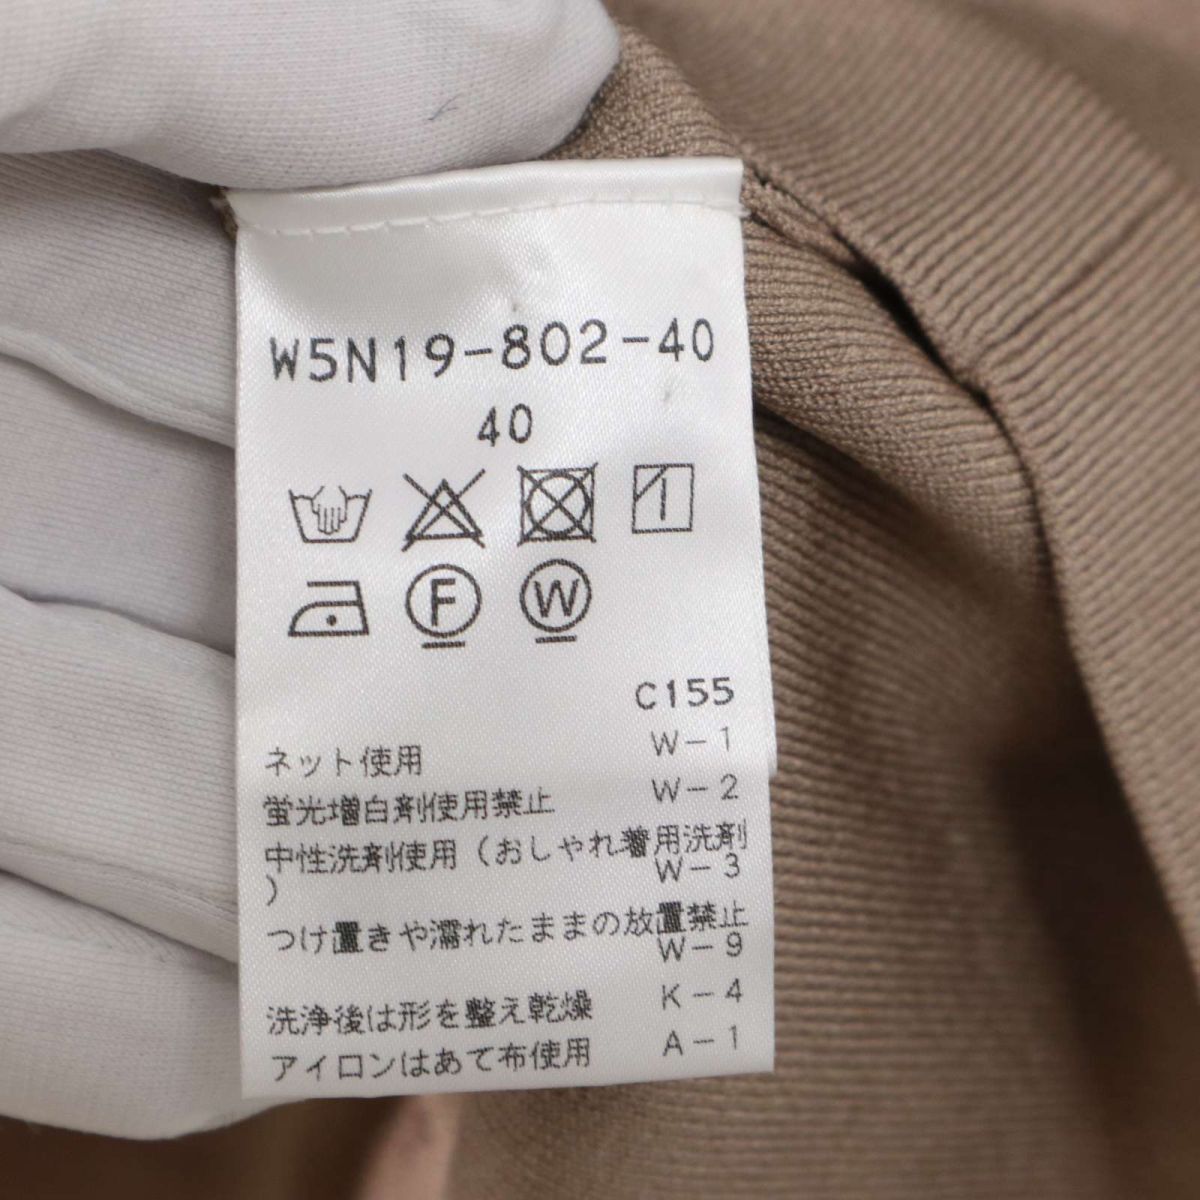 W5N19-802-40
40
F W
C155
ネット使用 W-1
蛍光増白剤使用禁止 W-2
中性洗剤使用（おしゃれ着用洗剤
） W-3
つけ置きや濡れたままの放置禁止
W-9
洗浄後は形を整え乾燥 K-4
アイロンはあて布使用 A-1